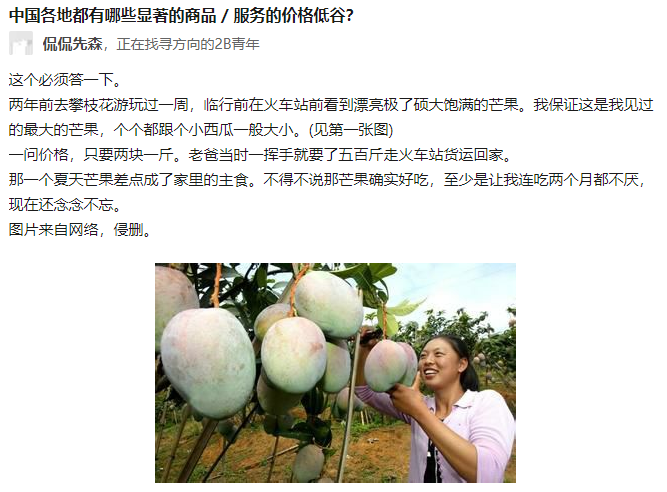 中国各地都有哪些显著的商品 / 服务的价格低谷？
侃侃先森，正在找寻方向的2B青年
这个必须答一下。
两年前去攀枝花游玩过一周，临行前在火车站前看到漂亮极了硕大饱满的芒果。我保证这是我见过
的最大的芒果，个个都跟个小西瓜一般大小。(见第一张图)
一问价格，只要两块一斤。老爸当时一挥手就要了五百斤走火车站货运回家。
那一个夏天芒果差点成了家里的主食。不得不说那芒果确实好吃，至少是让我连吃两个月都不厌，
现在还念念不忘。
图片来自网络，侵删。